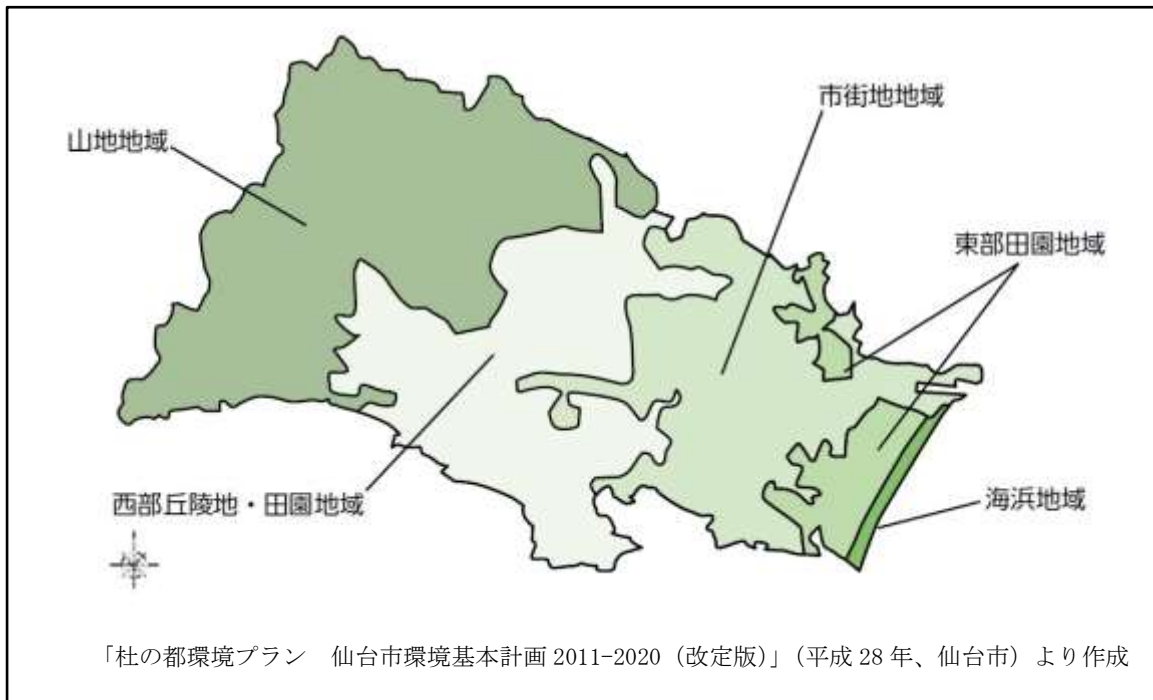 市街地地域
山地地域
東部田園地域
西部丘陵地・田園地域
海浜地域
「杜の都環境プラン　仙台市環境基本計画 2011-2020（改定版）」（平成 28 年、仙台市）より作成